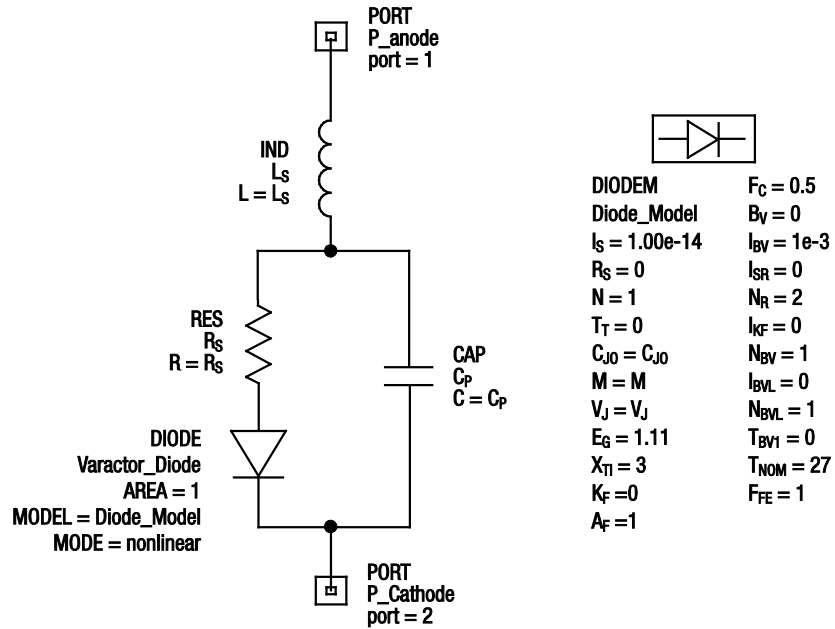 PORT
P_anode
port = 1
IND
LS
L = LS
RES
RS
R = RS
CAP
CP
C = CP
DIODE
Varactor_Diode
AREA = 1
MODEL = Diode_Model
MODE = nonlinear
PORT
P_Cathode
port = 2
DIODEM
Diode_Model
IS = 1.00e-14
RS = 0
N = 1
TT = 0
CJO = CJO
M = M
VJ = VJ
EG = 1.11
XTI = 3
KF =0
AF =1
FC = 0.5
BV = 0
IBV = 1e-3
ISR = 0
NR = 2
IKF = 0
NBV = 1
IBVL = 0
NBVL = 1
TBV1 = 0
TNOM = 27
FFE = 1